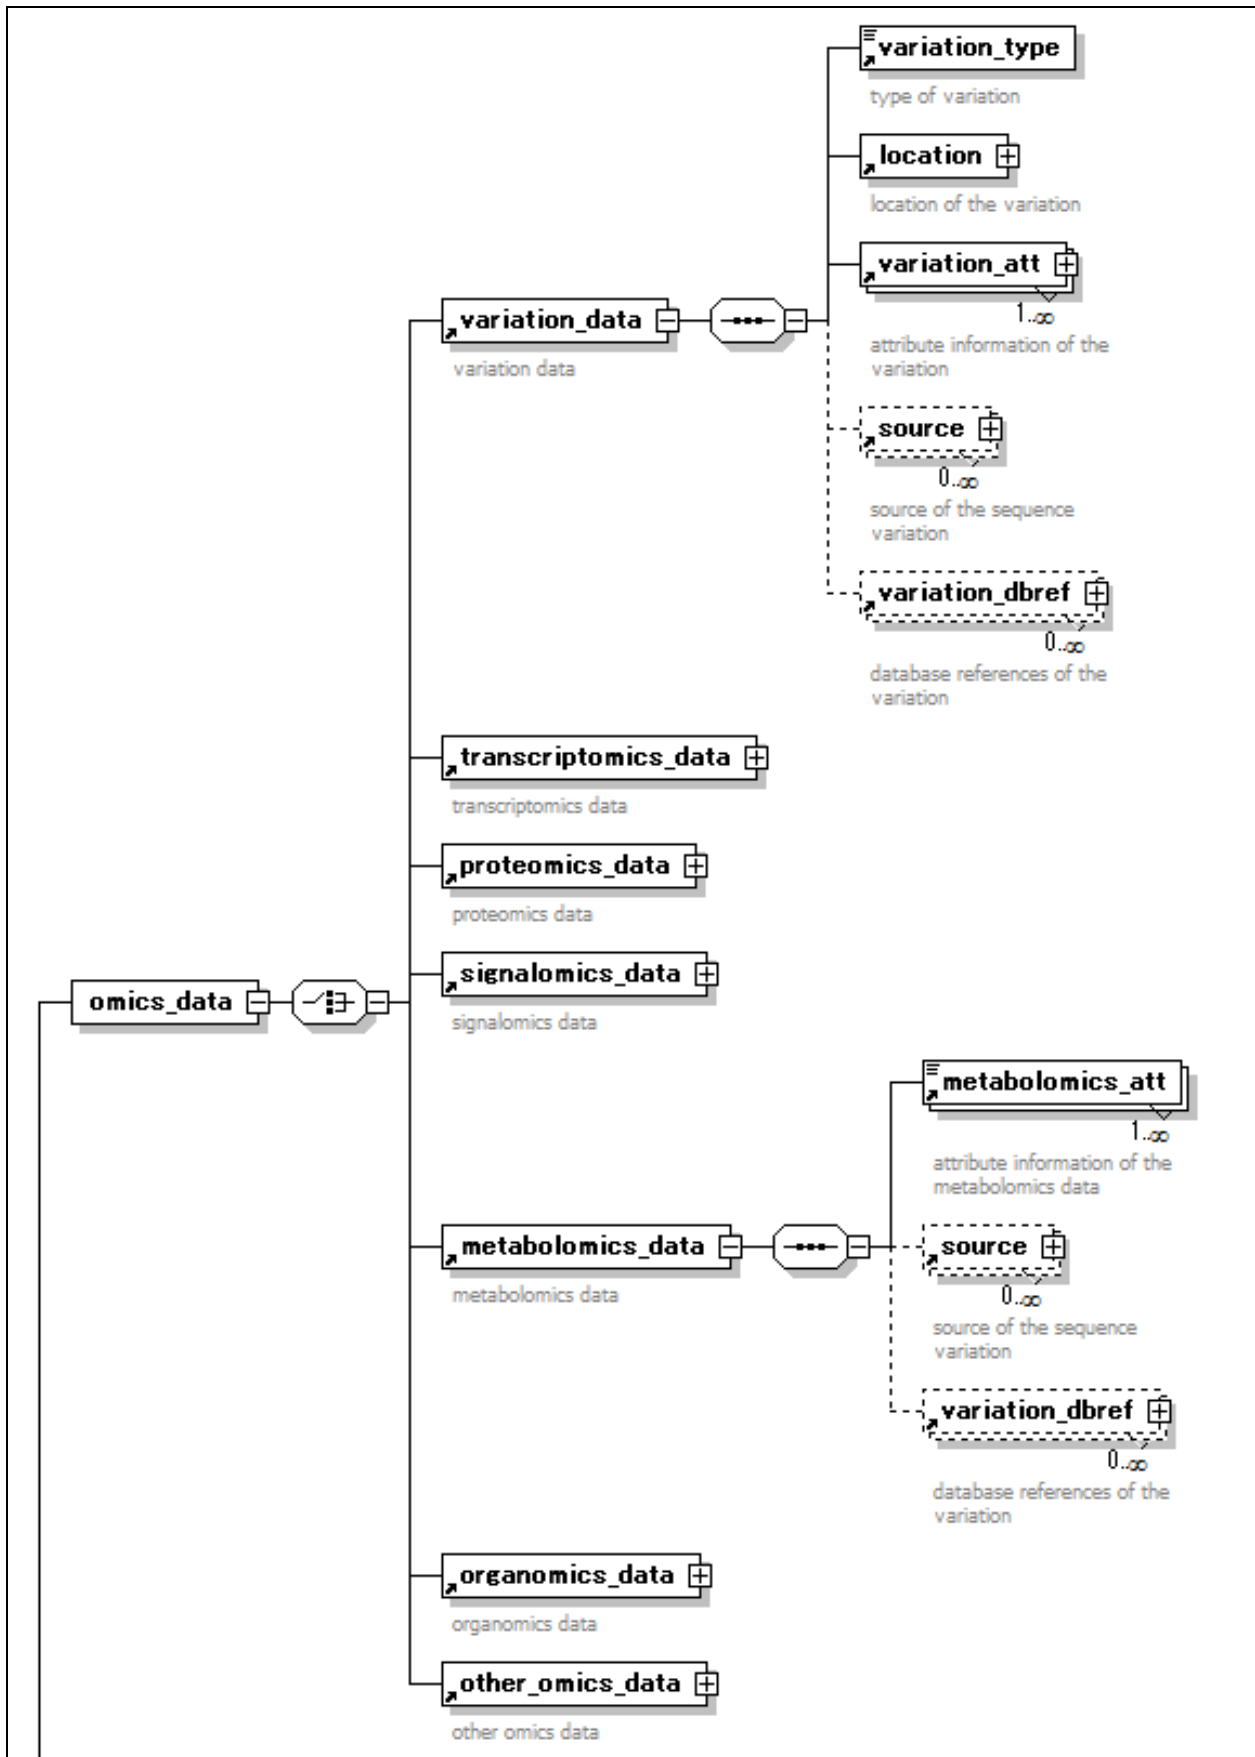 variation_type
type of variation
location
location of the variation
variation_att
1..∞
attribute information of the
variation
variation_data
variation data
source
0..∞
source of the sequence
variation
variation_dbref
0..∞
database references of the
variation
transcriptomics_data
transcriptomics data
proteomics_data
proteomics data
signalomics_data
signalomics data
omics_data
metabolomics_att
1..∞
attribute information of the
metabolomics data
metabolomics_data
metabolomics data
source
0..∞
source of the sequence
variation
variation_dbref
0..∞
database references of the
variation
organomics_data
organomics data
other_omics_data
other omics data